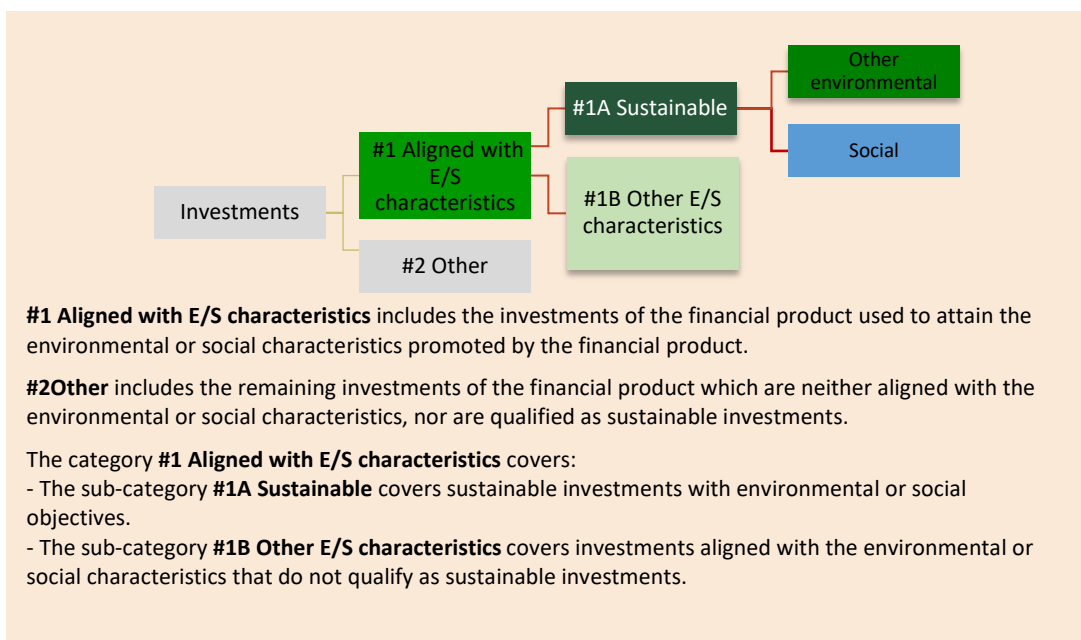 Other
environmental
#1A Sustainable
Social
#1 Aligned with
E/S
characteristics
#1B Other E/S
characteristics
Investments
#2 Other
#1 Aligned with E/S characteristics includes the investments of the financial product used to attain the
environmental or social characteristics promoted by the financial product.
#2Other includes the remaining investments of the financial product which are neither aligned with the
environmental or social characteristics, nor are qualified as sustainable investments.
The category #1 Aligned with E/S characteristics covers:
- The sub-category #1A Sustainable covers sustainable investments with environmental or social
objectives.
- The sub-category #1B Other E/S characteristics covers investments aligned with the environmental or
social characteristics that do not qualify as sustainable investments.